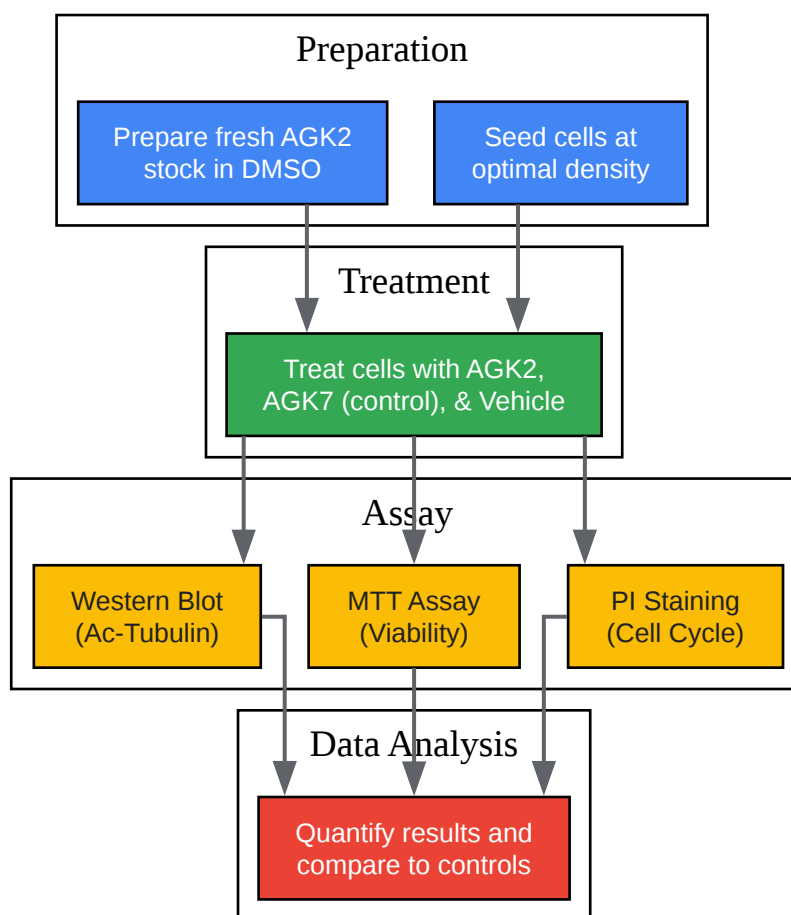 Preparation
Prepare fresh AGK2
stock in DMSO
Seed cells at
optimal density
Treatment
Treat cells with AGK2,
AGK7 (control), & Vehicle
Assay
Western Blot
(Ac-Tubulin)
MTT Assay
(Viability)
PI Staining
(Cell Cycle)
Data Analysis
Quantify results and
compare to controls